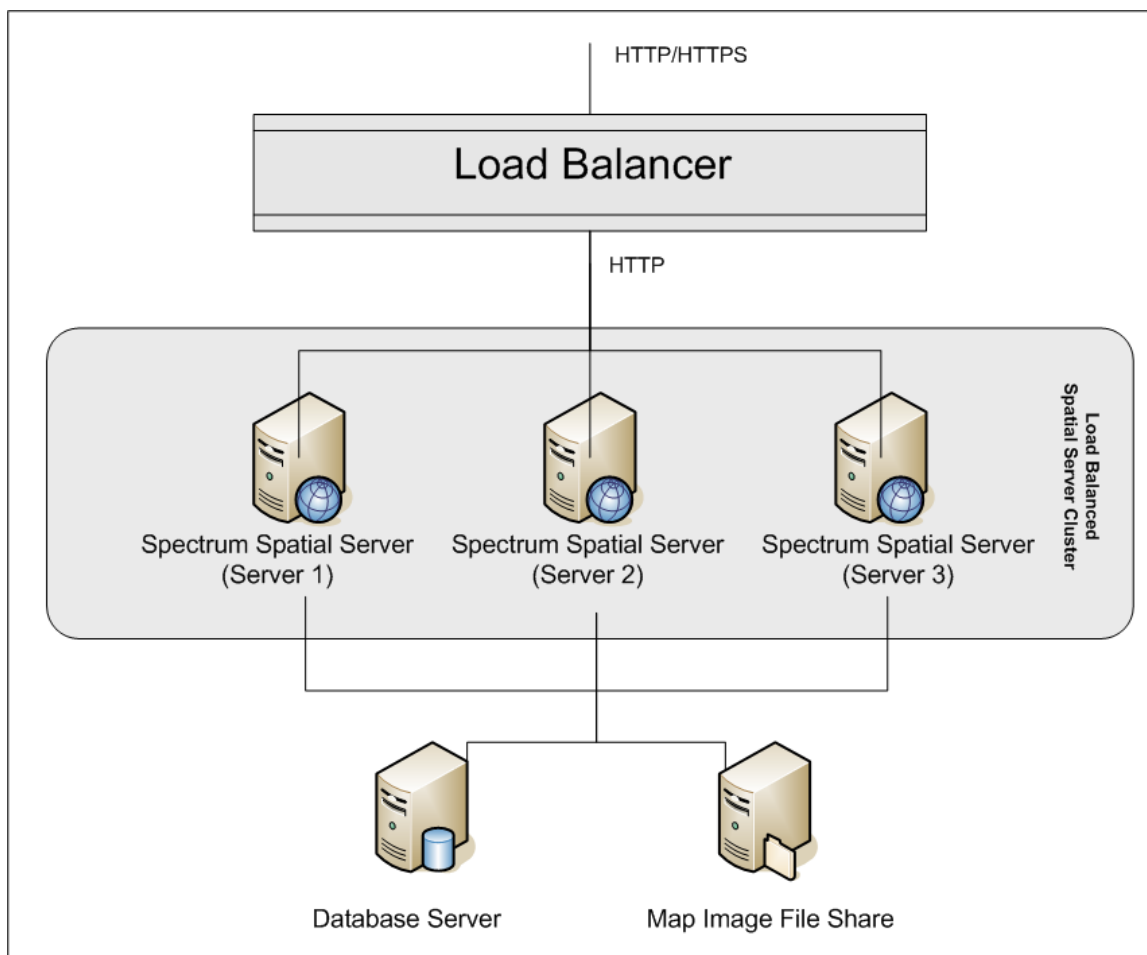 HTTP/HTTPS
Load Balancer
HTTP
Load Balanced
Spatial Server Cluster
Spectrum Spatial Server
(Server 1)
Spectrum Spatial Server
(Server 2)
Spectrum Spatial Server
(Server 3)
Database Server
Map Image File Share